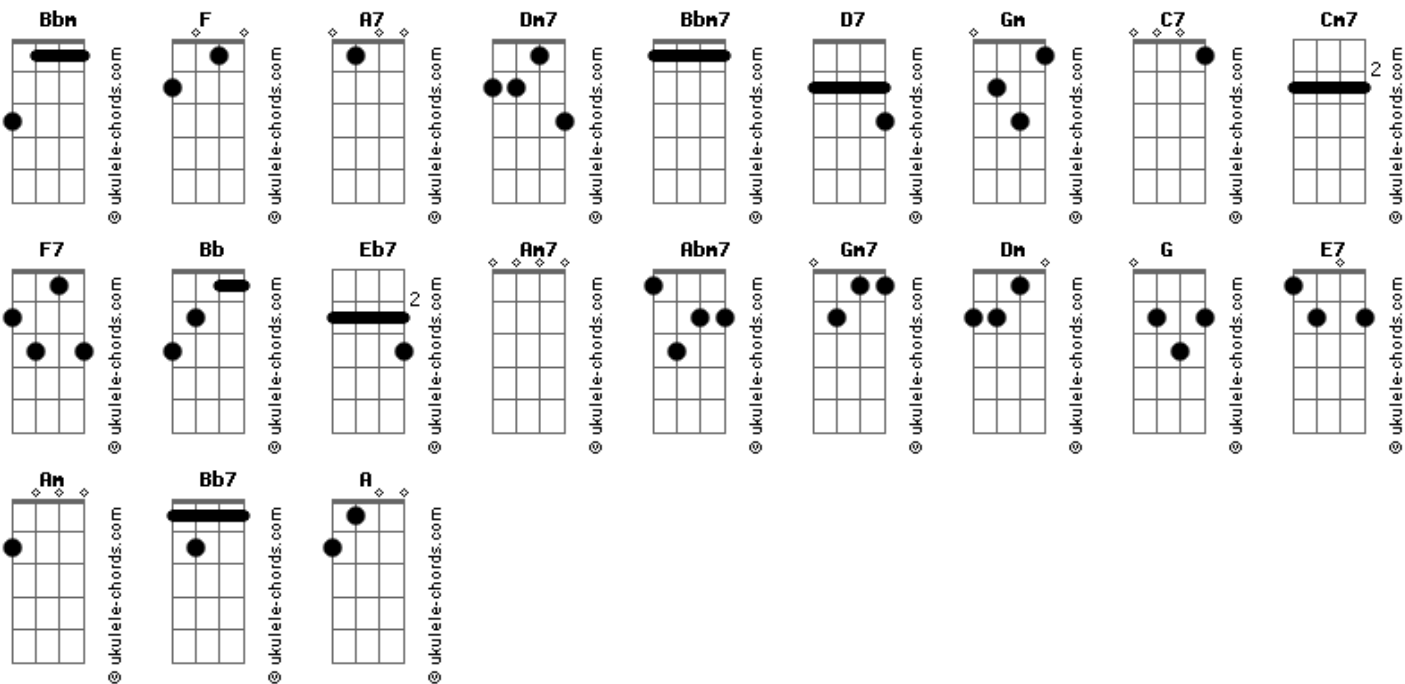 Bbm F A7 Dm7 Bbm7 D7 Gm C7 Cm7
2
© ukulele-chords.com © ukulele-chords.com © ukulele-chords.com © ukulele-chords.com © ukulele-chords.com © ukulele-chords.com © ukulele-chords.com © ukulele-chords.com © ukulele-chords.com
F7 Bb Eb7 Am7 Abm7 Gm7 Dm G E7
2
© ukulele-chords.com © ukulele-chords.com © ukulele-chords.com © ukulele-chords.com © ukulele-chords.com © ukulele-chords.com © ukulele-chords.com © ukulele-chords.com © ukulele-chords.com
Am Bb7 A
© ukulele-chords.com © ukulele-chords.com © ukulele-chords.com